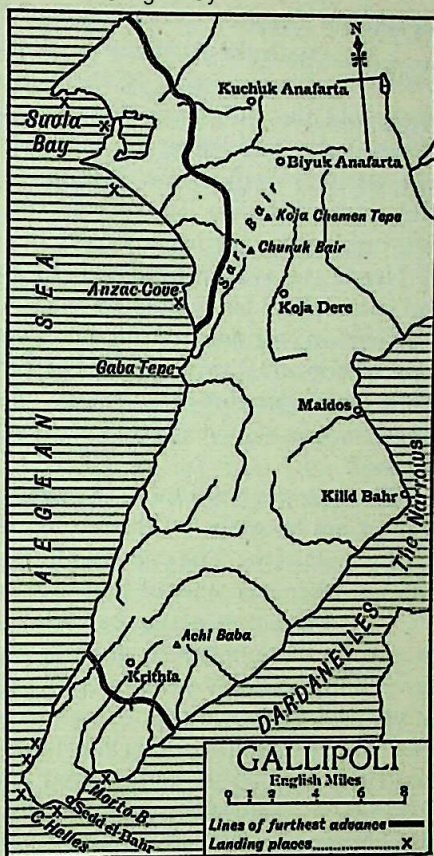 N
Kuchuk Anafarta
Suvla
Bay
Biyuk Anafarta
Koja Chemen Tepe
Sari Bair
Chunuk Bair
Anzac Cove
Koja Dere
Gaba Tepe
AEGEAN SEA
Maidos
Kilid Bahr
The Narrows
Achi Baba
Krithia
DARDANELLES
Morto B.
Sedd el-Bahr
C. Helles
GALLIPOLI
English Miles
0 1 2 4 6 8
Lines of furthest advance
Landing places............X